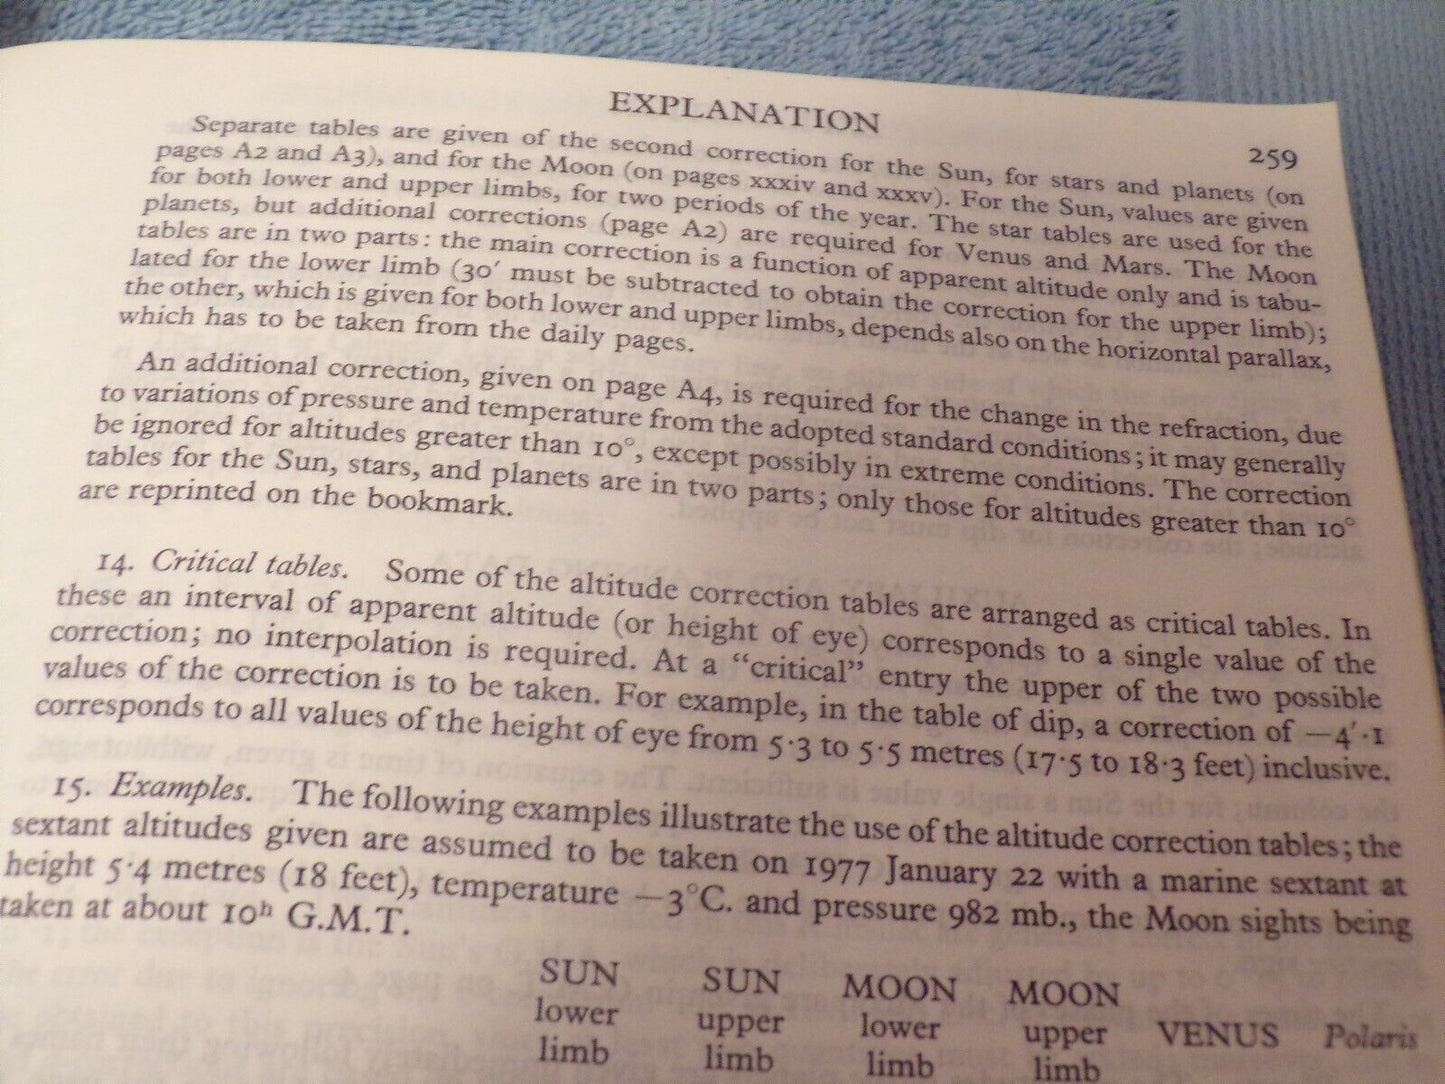 EXPLANATION
259
Separate tables are given of the second correction for the Sun, for stars and planets (on
pages A2 and A3), and for the Moon (on pages xxxiv and xxxv). For the Sun, values are given
for both lower and upper limbs, for two periods of the year. The star tables are used for the
planets, but additional corrections (page A2) are required for Venus and Mars. The Moon
tables are in two parts: the main correction is a function of apparent altitude only and is tabu-
lated for the lower limb (30′ must be subtracted to obtain the correction for the upper limb);
the other, which is given for both lower and upper limbs, depends also on the horizontal parallax,
which has to be taken from the daily pages.
An additional correction, given on page A4, is required for the change in the refraction, due
to variations of pressure and temperature from the adopted standard conditions; it may generally
be ignored for altitudes greater than 10°, except possibly in extreme conditions. The correction
tables for the Sun, stars, and planets are in two parts; only those for altitudes greater than 10°
are reprinted on the bookmark.
14. Critical tables. Some of the altitude correction tables are arranged as critical tables. In
these an interval of apparent altitude (or height of eye) corresponds to a single value of the
correction; no interpolation is required. At a “critical” entry the upper of the two possible
values of the correction is to be taken. For example, in the table of dip, a correction of −4′·1
corresponds to all values of the height of eye from 5·3 to 5·5 metres (17·5 to 18·3 feet) inclusive.
15. Examples. The following examples illustrate the use of the altitude correction tables; the
sextant altitudes given are assumed to be taken on 1977 January 22 with a marine sextant at
height 5·4 metres (18 feet), temperature −3°C. and pressure 982 mb., the Moon sights being
taken at about 10ʰ G.M.T.
SUN SUN MOON MOON
lower upper lower upper VENUS Polaris
limb limb limb limb